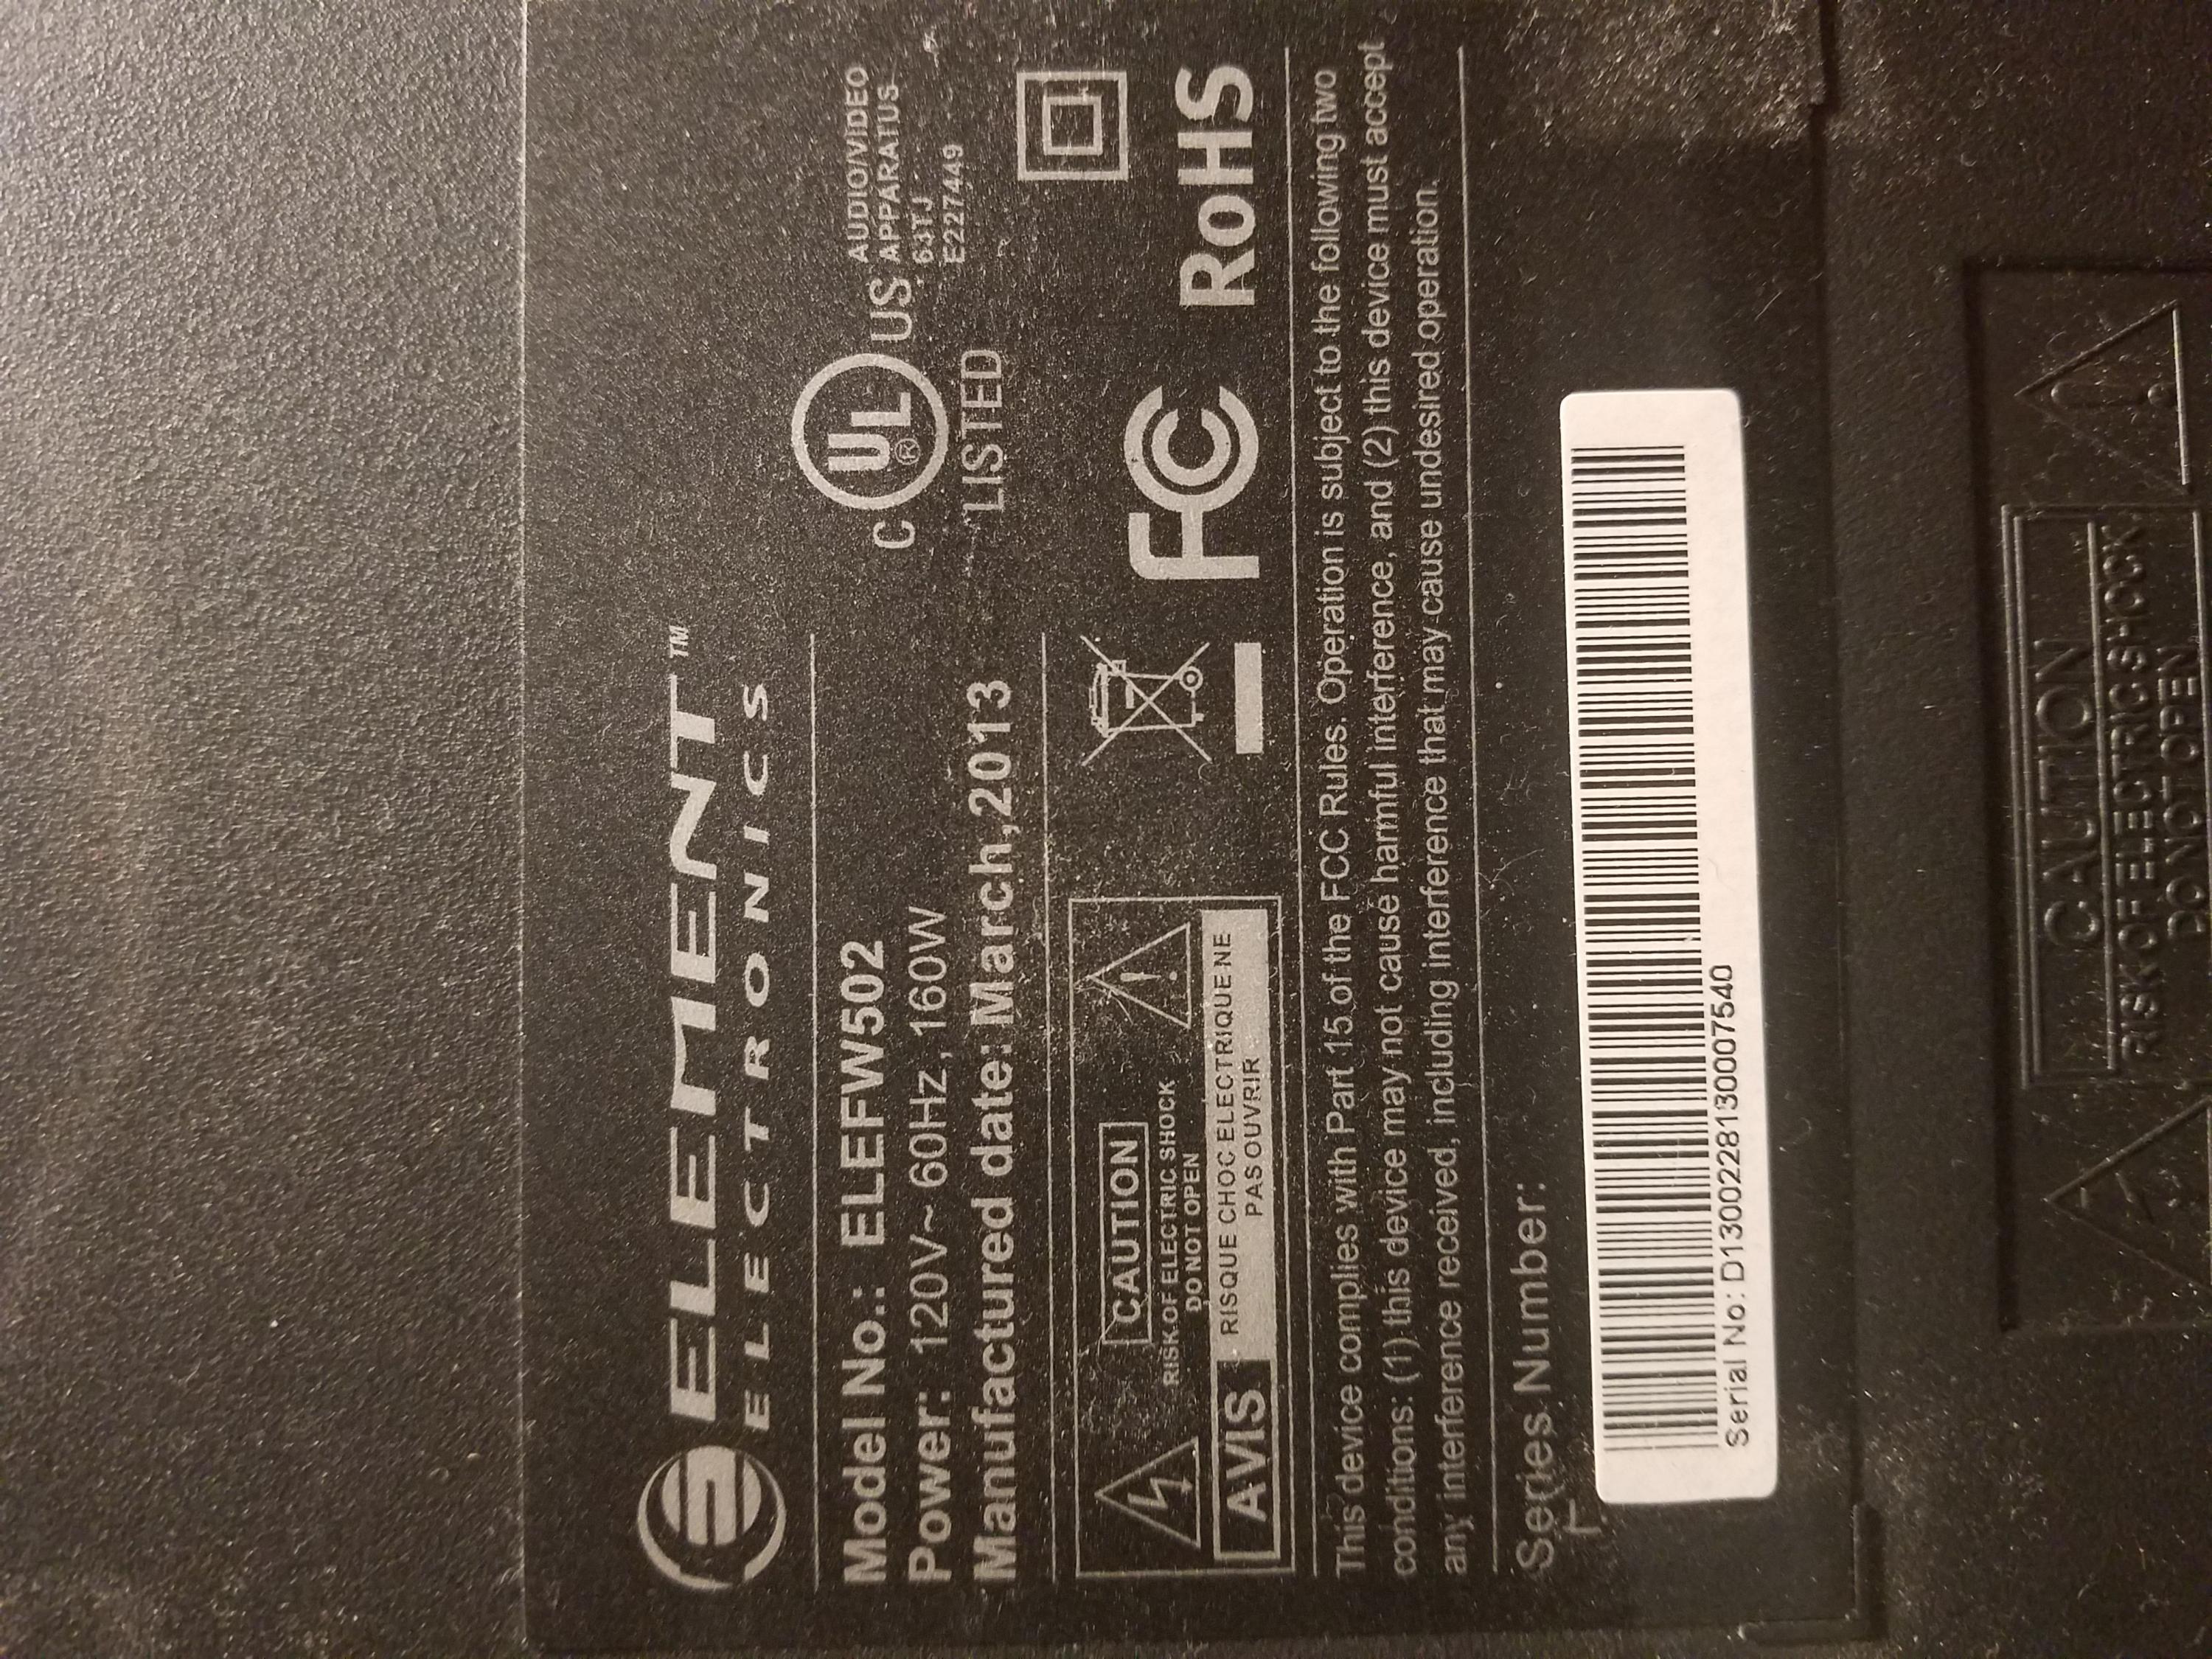 ELEMENT™
ELECTRONICS
Model No.: ELEFW502
Power: 120V~ 60Hz, 160W
Manufactured date: March,2013
C UL® US
LISTED
AUDIO/VIDEO
APPARATUS
61TJ
E227449
CAUTION
RISK OF ELECTRIC SHOCK
DO NOT OPEN
AVIS
RISQUE CHOC ELECTRIQUE NE
PAS OUVRIR
FC RoHS
This device complies with Part 15 of the FCC Rules. Operation is subject to the following two
conditions: (1) this device may not cause harmful interference, and (2) this device must accept
any interference received, including interference that may cause undesired operation.
Series Number:
Serial No: D1300228130007540
CAUTION
RISK OF ELECTRIC SHOCK
DO NOT OPEN